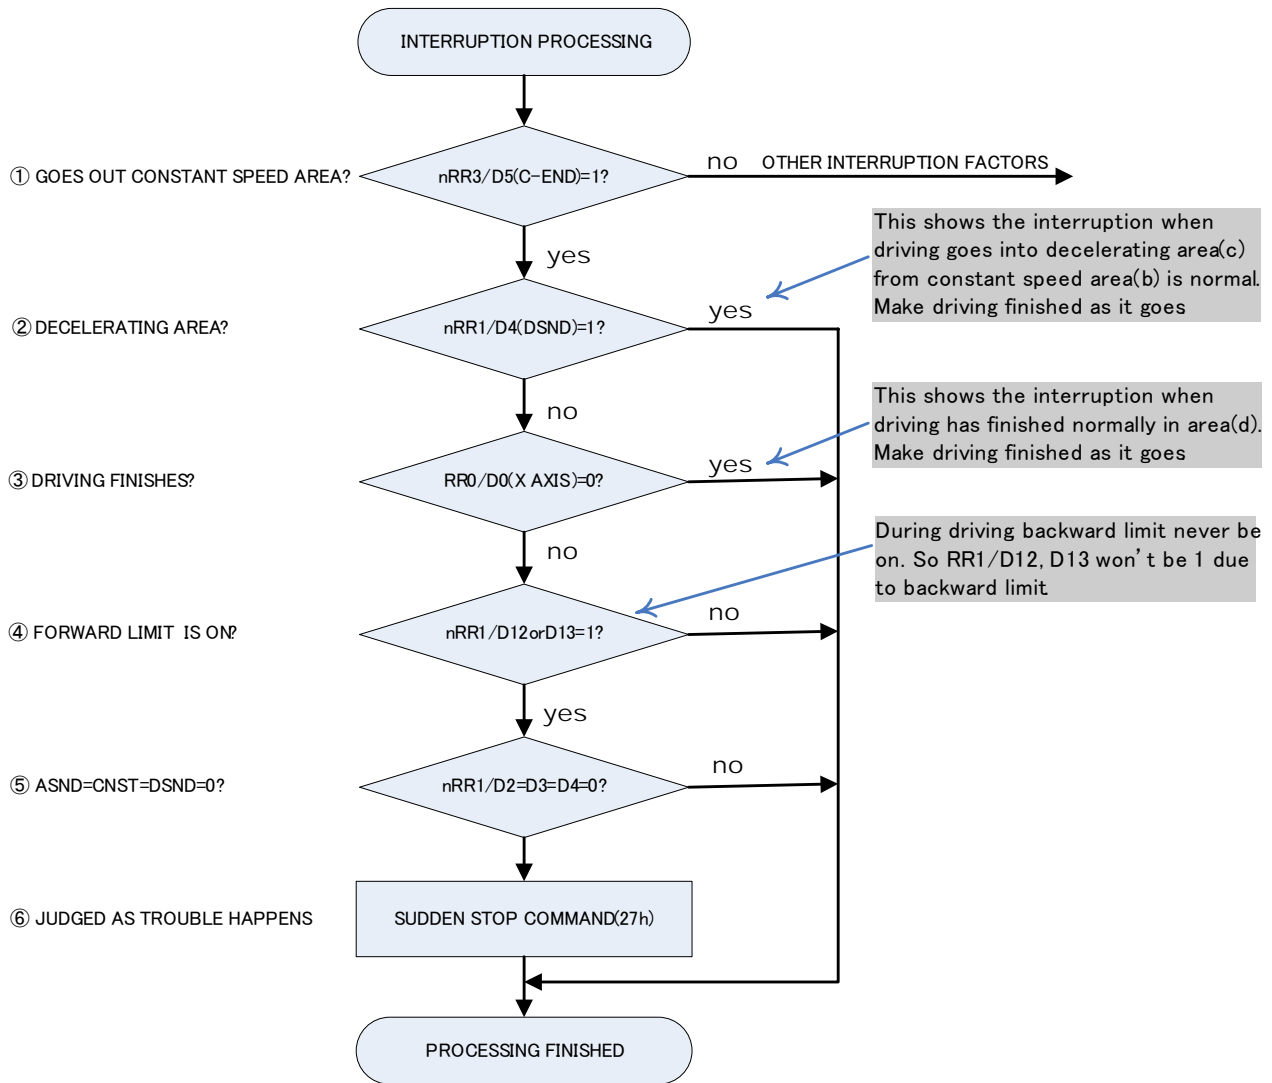 INTERRUPTION PROCESSING
① GOES OUT CONSTANT SPEED AREA?
nRR3/D5(C-END)=1?
no
OTHER INTERRUPTION FACTORS
yes
This shows the interruption when
driving goes into decelerating area(c)
from constant speed area(b) is normal.
Make driving finished as it goes
② DECELERATING AREA?
nRR1/D4(DSND)=1?
yes
no
This shows the interruption when
driving has finished normally in area(d).
Make driving finished as it goes
③ DRIVING FINISHES?
RR0/D0(X AXIS)=0?
yes
no
During driving backward limit never be
on. So RR1/D12, D13 won't be 1 due
to backward limit
④ FORWARD LIMIT IS ON?
nRR1/D12orD13=1?
no
yes
⑤ ASND=CNST=DSND=0?
nRR1/D2=D3=D4=0?
no
⑥ JUDGED AS TROUBLE HAPPENS
SUDDEN STOP COMMAND(27h)
PROCESSING FINISHED